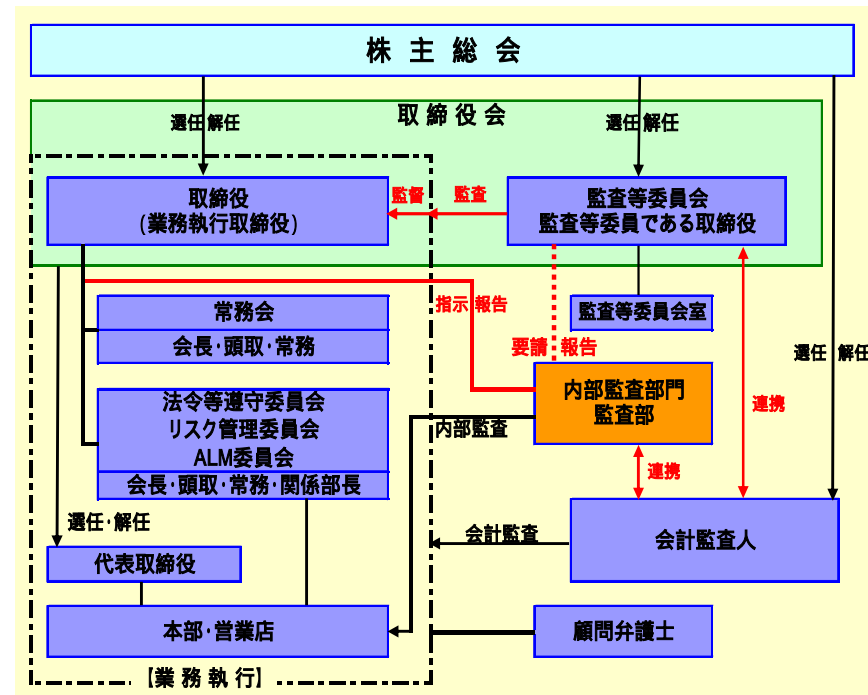 株主総会
選任 解任
選任 解任
取締役会
取締役
(業務執行取締役)
監督
監査
監査等委員会
監査等委員である取締役
常務会
会長・頭取・常務
指示 報告
監査等委員会室
要請 報告
選任 解任
法令等遵守委員会
リスク管理委員会
ALM委員会
会長・頭取・常務・関係部長
内部監査部門
監査部
連携
内部監査
連携
選任・解任
会計監査
会計監査人
代表取締役
本部・営業店
顧問弁護士
【業務執行】